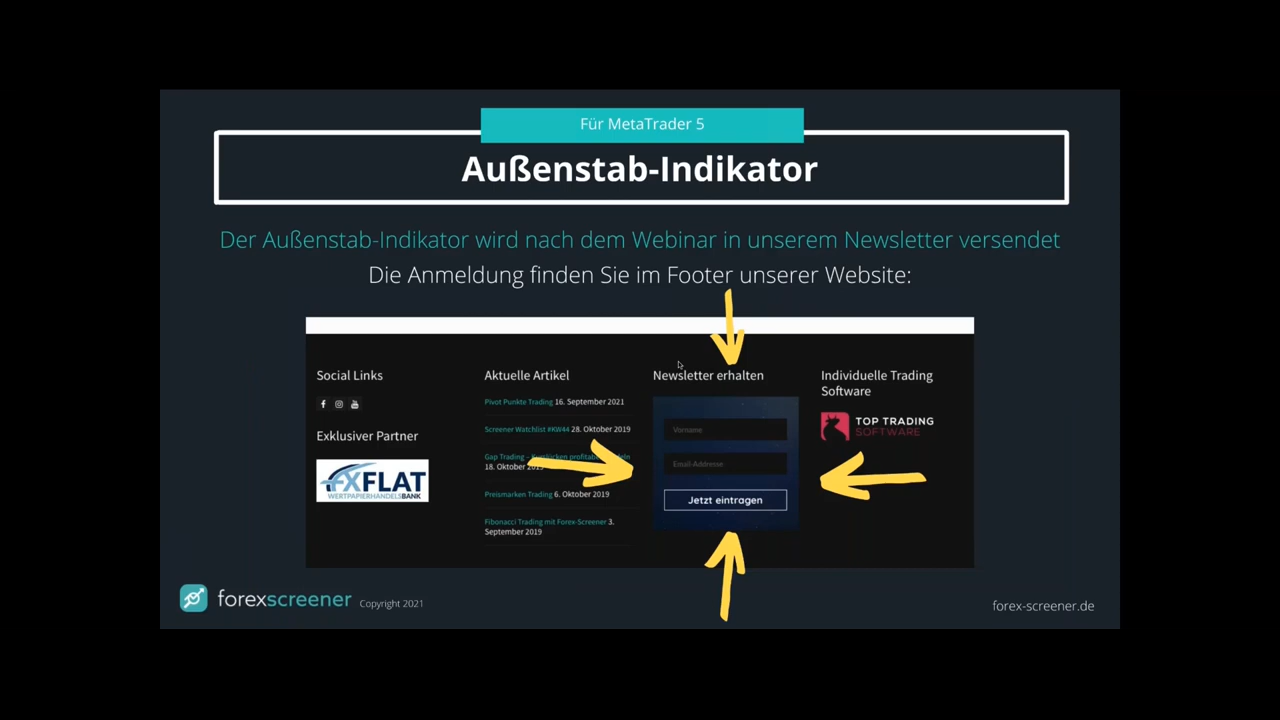 Für MetaTrader 5
Außenstab-Indikator
Der Außenstab-Indikator wird nach dem Webinar in unserem Newsletter versendet
Die Anmeldung finden Sie im Footer unserer Website:
Social Links
Exklusiver Partner
FXFLAT
WERTPAPIERHANDELSBANK
Aktuelle Artikel
Pivot Punkte Trading 16. September 2021
Screener Watchlist #KW44 28. Oktober 2019
Gap Trading –
18. Oktober
Preismarken Trading 6. Oktober 2019
Fibonacci Trading mit Forex-Screener 3.
September 2019
Newsletter erhalten
Vorname
Email-Addresse
Jetzt eintragen
Individuelle Trading
Software
TOP TRADING
SOFTWARE
forexscreener Copyright 2021
forex-screener.de